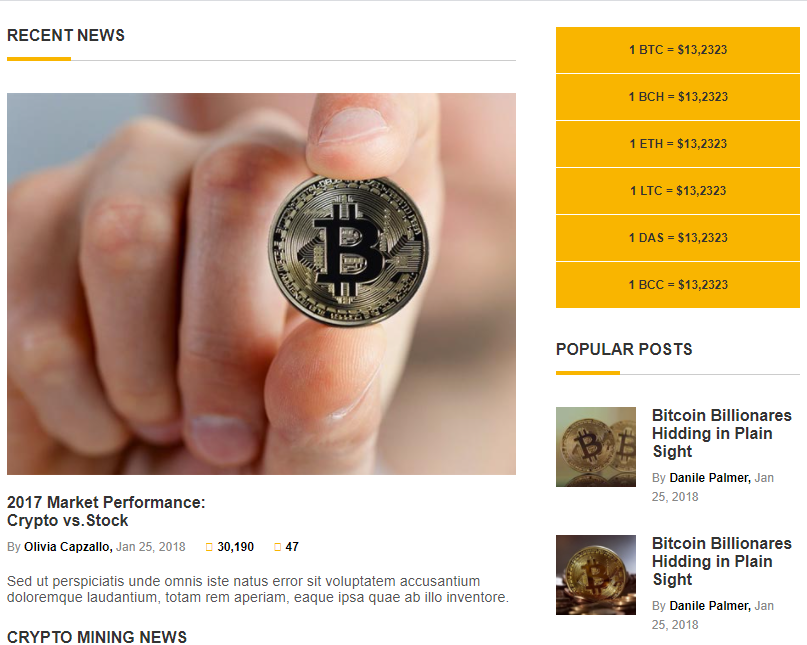 RECENT NEWS
2017 Market Performance:
Crypto vs.Stock
By Olivia Capzallo, Jan 25, 2018 30,190 47
Sed ut perspiciatis unde omnis iste natus error sit voluptatem accusantium
doloremque laudantium, totam rem aperiam, eaque ipsa quae ab illo inventore.
CRYPTO MINING NEWS
1 BTC = $13,2323
1 BCH = $13,2323
1 ETH = $13,2323
1 LTC = $13,2323
1 DAS = $13,2323
1 BCC = $13,2323
POPULAR POSTS
Bitcoin Billionares
Hidding in Plain
Sight
By Danile Palmer, Jan
25, 2018
Bitcoin Billionares
Hidding in Plain
Sight
By Danile Palmer, Jan
25, 2018